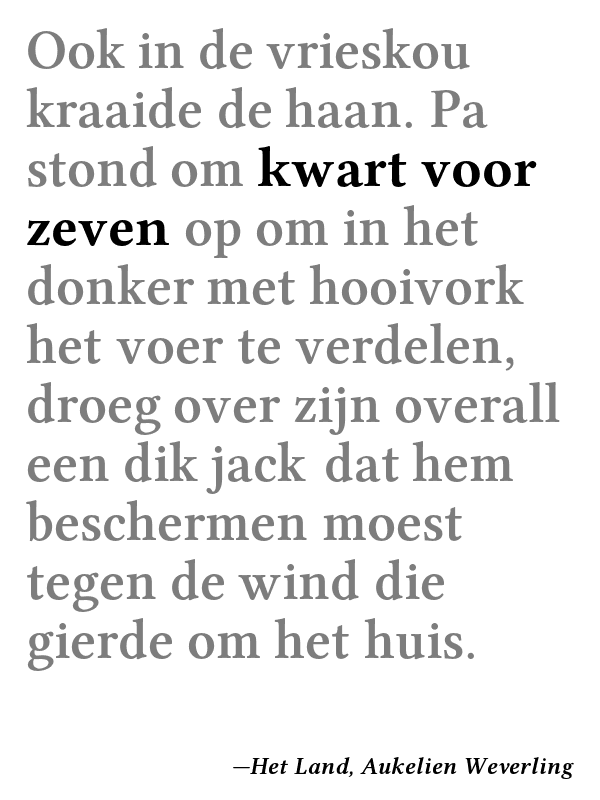 Ook in de vrieskou
kraaide de haan. Pa
stond om kwart voor
zeven op om in het
donker met hooivork
het voer te verdelen,
droeg over zijn overall
een dik jack dat hem
beschermen moest
tegen de wind die
gierde om het huis.
—Het Land, Aukelien Weverling